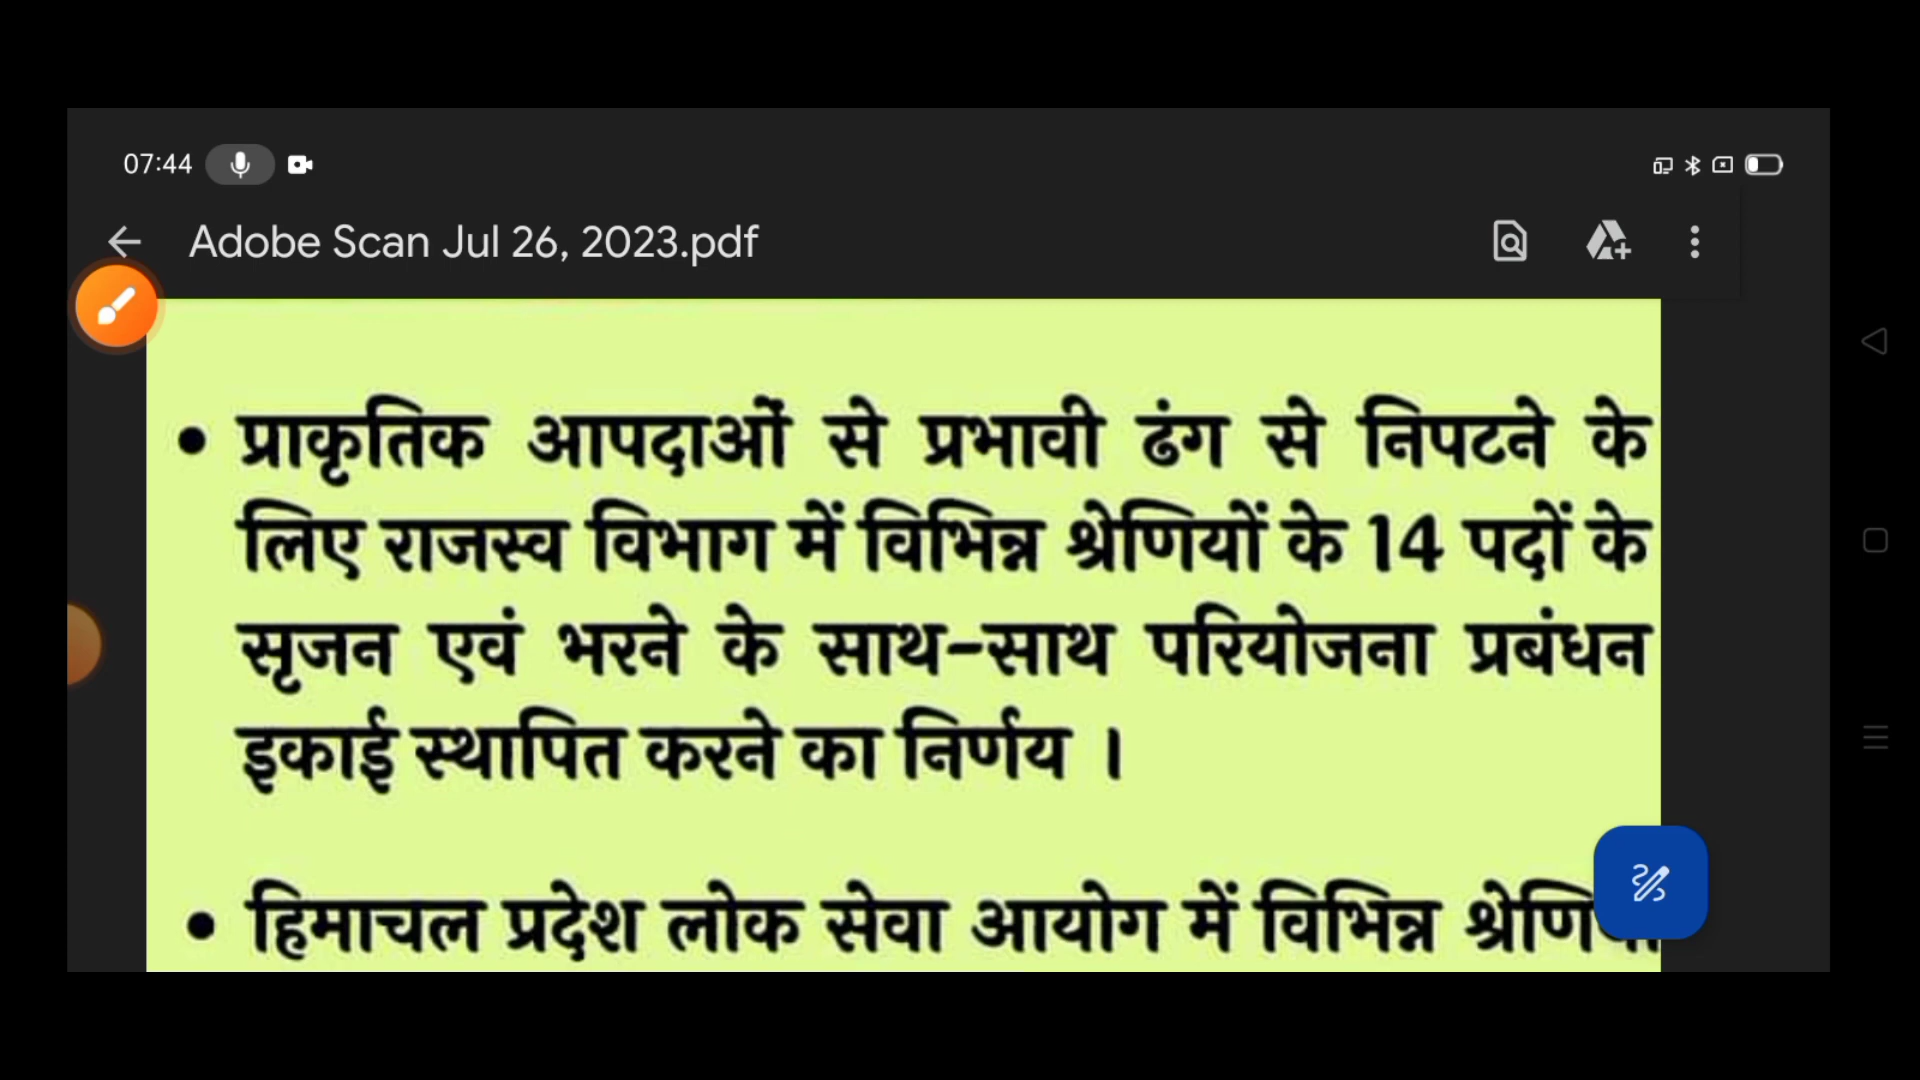 07:44
Adobe Scan Jul 26, 2023.pdf
• प्राकृतिक आपदाओं से प्रभावी ढंग से निपटने के
लिए राजस्व विभाग में विभिन्न श्रेणियों के 14 पदों के
सृजन एवं भरने के साथ-साथ परियोजना प्रबंधन
इकाई स्थापित करने का निर्णय ।
• हिमाचल प्रदेश लोक सेवा आयोग में विभिन्न